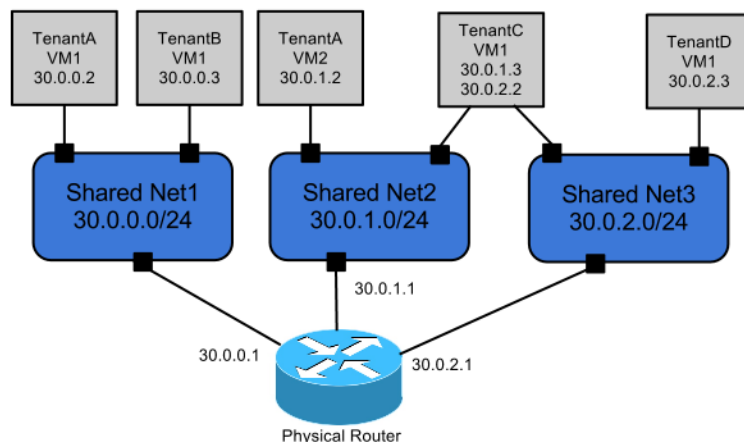 TenantA
VM1
30.0.0.2
TenantB
VM1
30.0.0.3
TenantA
VM2
30.0.1.2
TenantC
VM1
30.0.1.3
30.0.2.2
TenantD
VM1
30.0.2.3
Shared Net1
30.0.0.0/24
Shared Net2
30.0.1.0/24
Shared Net3
30.0.2.0/24
30.0.1.1
30.0.0.1
30.0.2.1
Physical Router